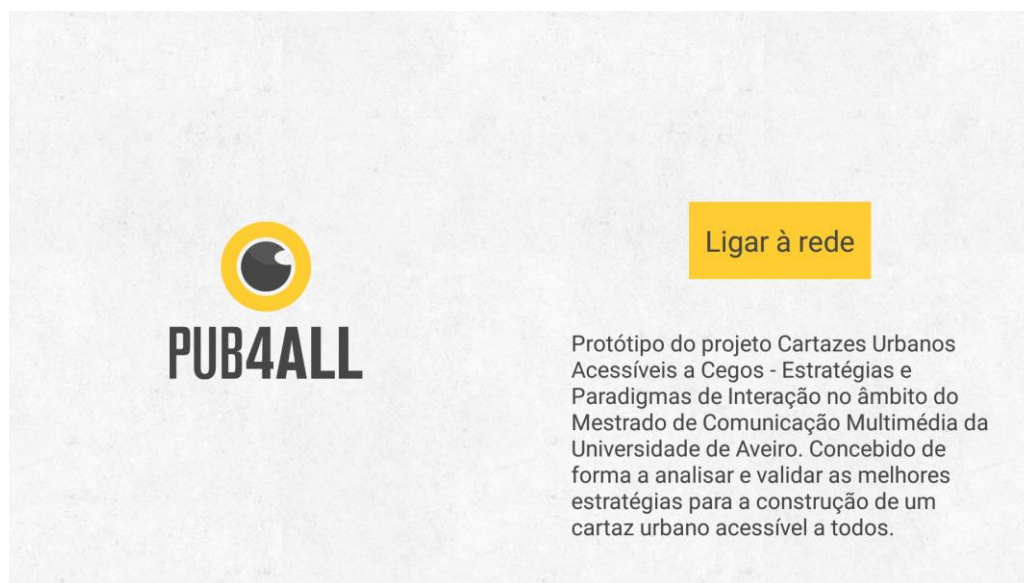 PUB4ALL
Ligar à rede
Protótipo do projeto Cartazes Urbanos
Acessíveis a Cegos - Estratégias e
Paradigmas de Interação no âmbito do
Mestrado de Comunicação Multimédia da
Universidade de Aveiro. Concebido de
forma a analisar e validar as melhores
estratégias para a construção de um
cartaz urbano acessível a todos.